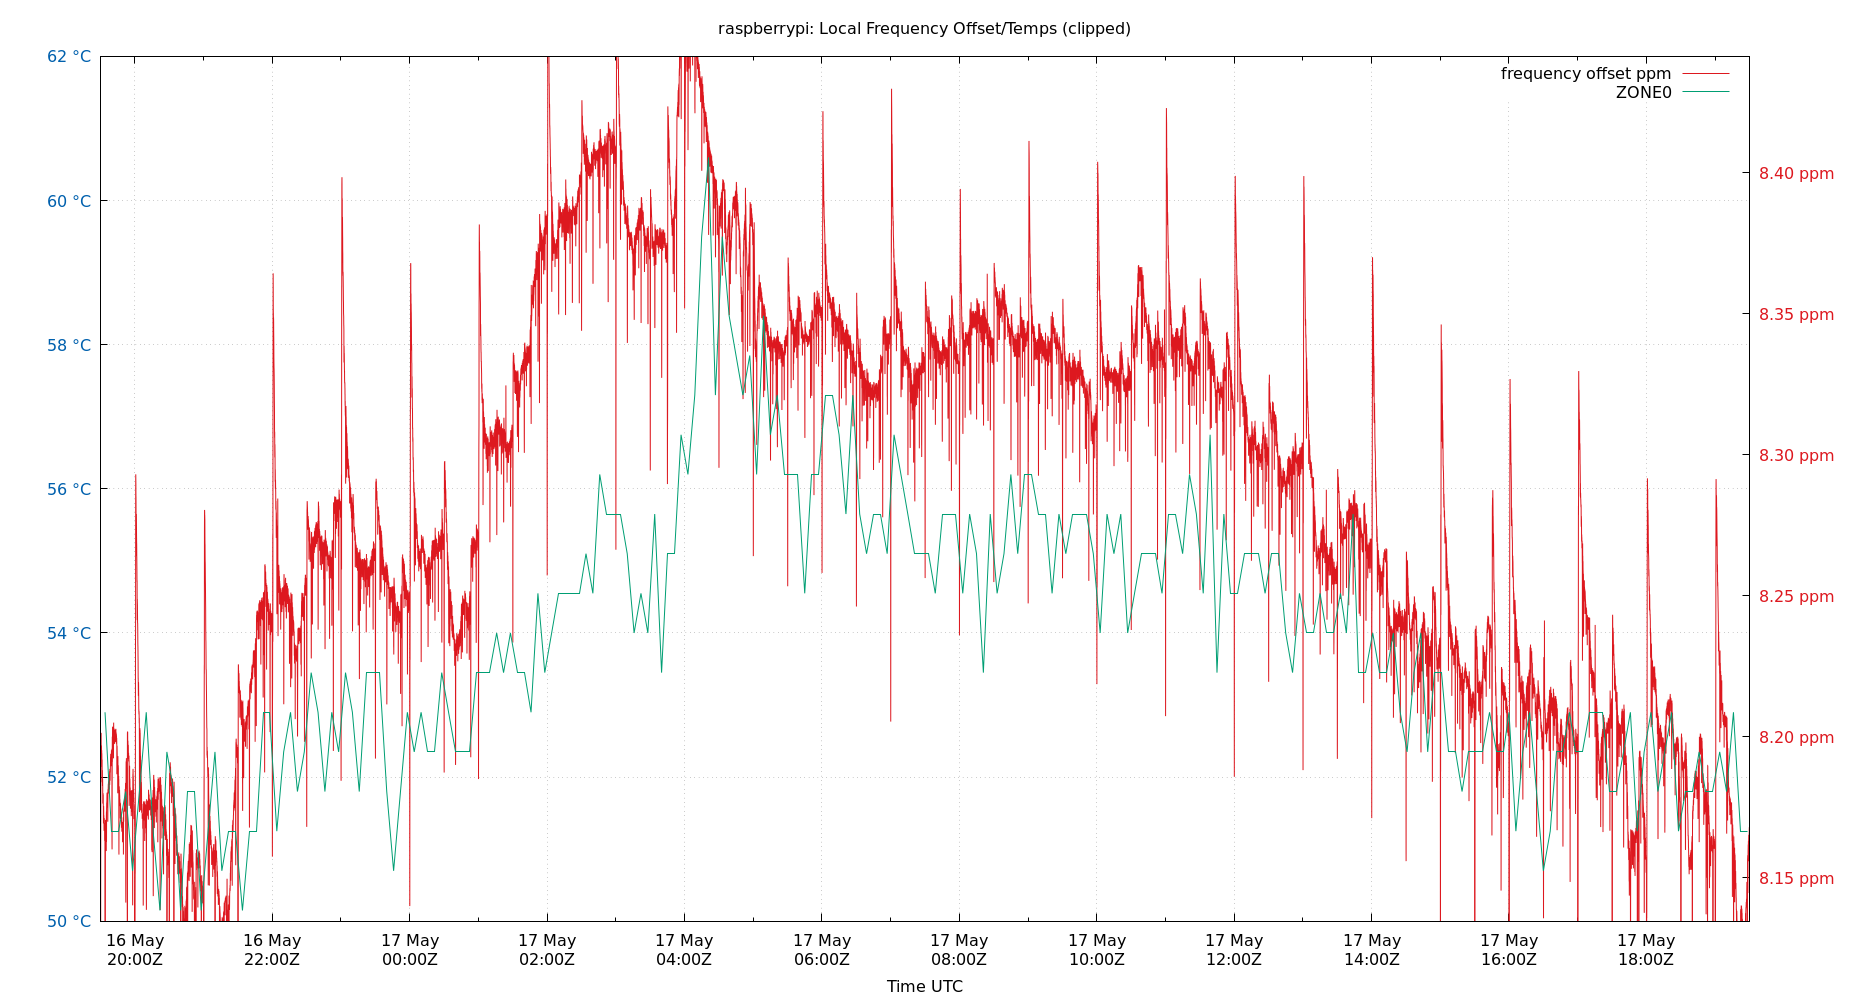 raspberrypi: Local Frequency Offset/Temps (clipped)
62 °C
60 °C
58 °C
56 °C
54 °C
52 °C
50 °C
frequency offset ppm
ZONE0
8.40 ppm
8.35 ppm
8.30 ppm
8.25 ppm
8.20 ppm
8.15 ppm
16 May
20:00Z
16 May
22:00Z
17 May
00:00Z
17 May
02:00Z
17 May
04:00Z
17 May
06:00Z
17 May
08:00Z
17 May
10:00Z
17 May
12:00Z
17 May
14:00Z
17 May
16:00Z
17 May
18:00Z
Time UTC